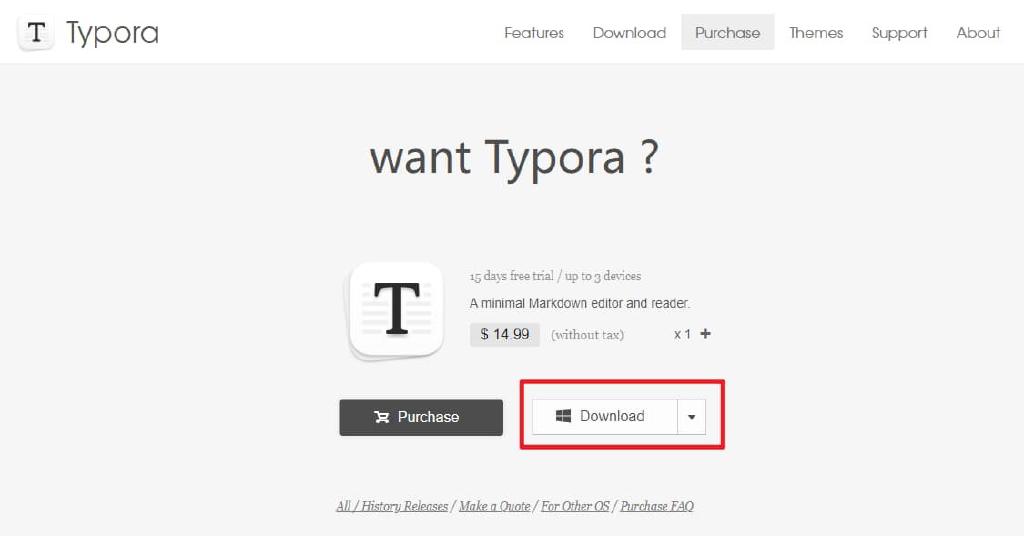 T Typora
Features Download Purchase Themes Support About
want Typora ?
T
15 days free trial / up to 3 devices
A minimal Markdown editor and reader.
$ 14.99 (without tax) x 1 +
Purchase Download
All / History Releases / Make a Quote / For Other OS / Purchase FAQ